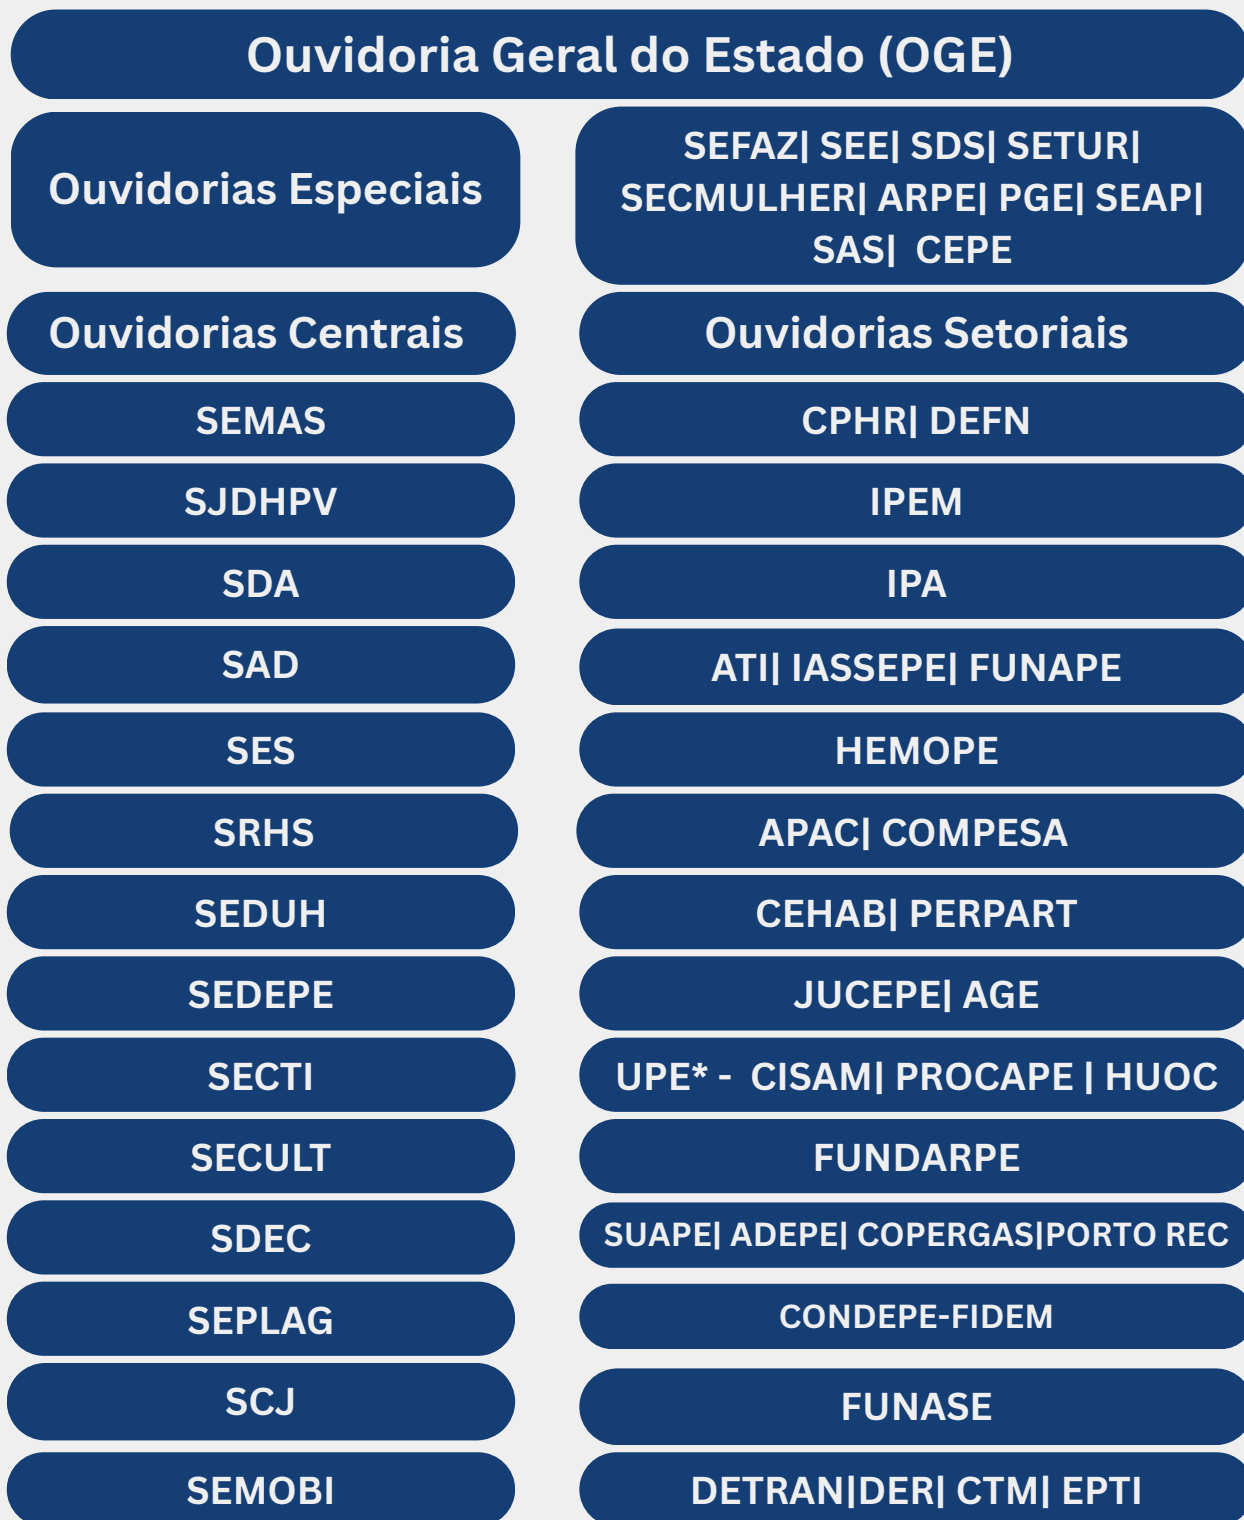 Ouvidoria Geral do Estado (OGE)
Ouvidorias Especiais
SEFAZ| SEE| SDS| SETUR|
SECMULHER| ARPE| PGE| SEAP|
SAS| CEPE
Ouvidorias Centrais
Ouvidorias Setoriais
SEMAS
CPHR| DEFN
SJDHPV
IPEM
SDA
IPA
SAD
ATI| IASSEPE| FUNAPE
SES
HEMOPE
SRHS
APAC| COMPESA
SEDUH
CEHAB| PERPART
SEDEPE
JUCEPE| AGE
SECTI
UPE* - CISAM| PROCAPE | HUOC
SECULT
FUNDARPE
SDEC
SUAPE| ADEPE| COPERGAS|PORTO REC
SEPLAG
CONDEPE-FIDEM
SCJ
FUNASE
SEMOBI
DETRAN|DER| CTM| EPTI